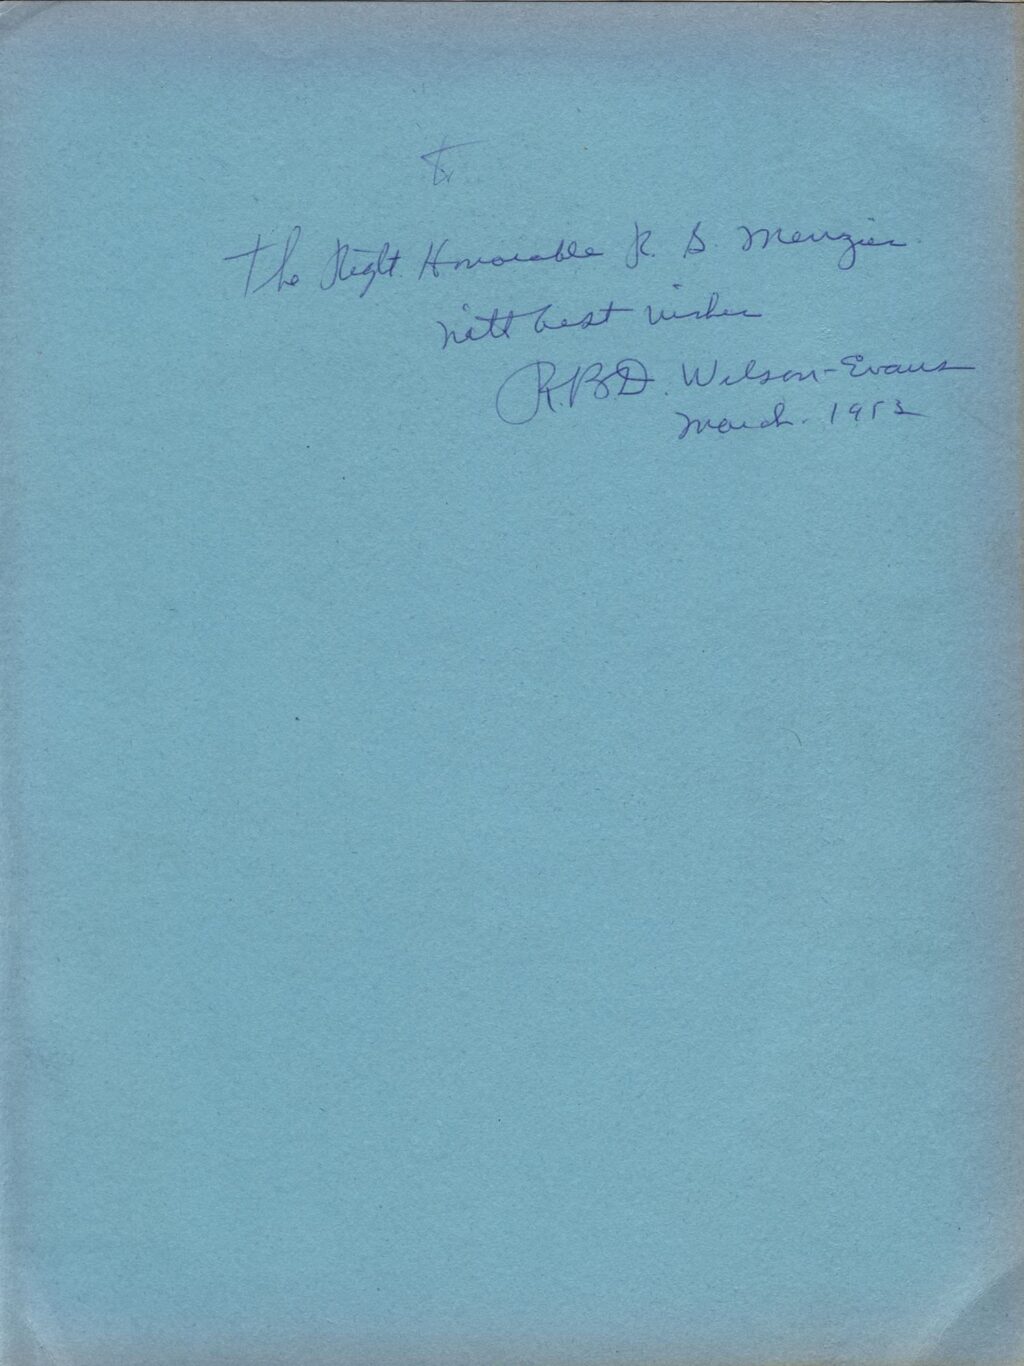 To
The Right Honorable R. G. Menzies
with best wishes
R.B.D. Wilson-Evans
March. 1953